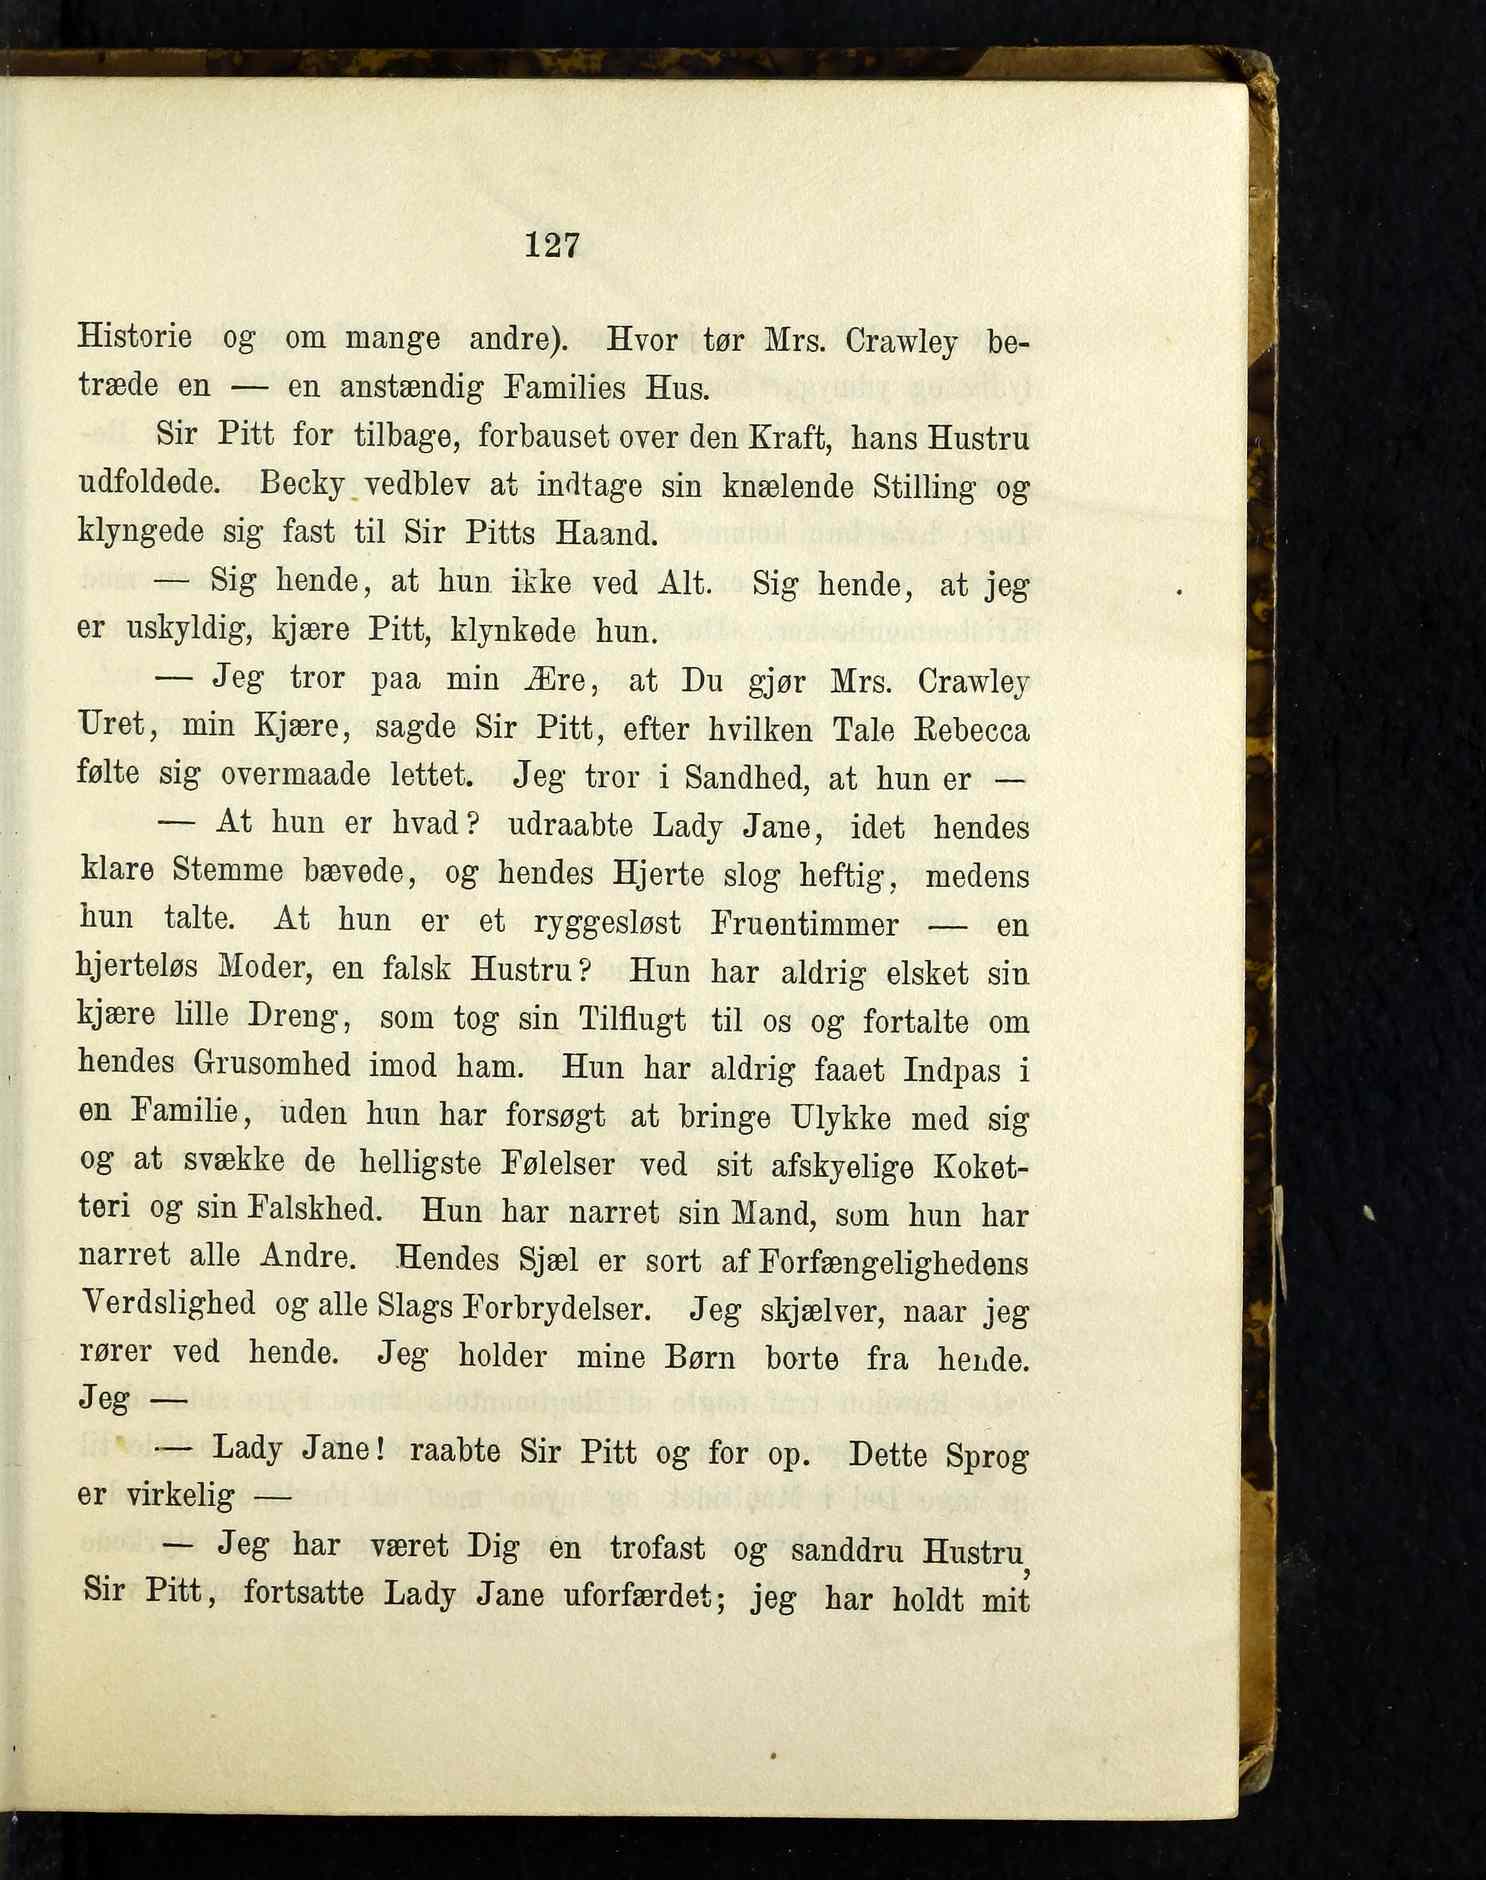 127
Historie og om mange andre). Hvor tør Mrs. Crawley be-
træde en — en anstændig Families Hus.
Sir Pitt for tilbage, forbauset over den Kraft, hans Hustru
udfoldede. Becky vedblev at indtage sin knælende Stilling og
klyngede sig fast til Sir Pitts Haand.
— Sig hende, at hun ikke ved Alt. Sig hende, at jeg
er uskyldig, kjære Pitt, klynkede hun.
— Jeg tror paa min Ære, at Du gjør Mrs. Crawley
Uret, min Kjære, sagde Sir Pitt, efter hvilken Tale Rebecca
følte sig overmaade lettet. Jeg tror i Sandhed, at hun er —
— At hun er hvad? udraabte Lady Jane, idet hendes
klare Stemme bævede, og hendes Hjerte slog heftig, medens
hun talte. At hun er et ryggesløst Fruentimmer — en
hjerteløs Moder, en falsk Hustru? Hun har aldrig elsket sin
kjære lille Dreng, som tog sin Tilflugt til os og fortalte om
hendes Grusomhed imod ham. Hun har aldrig faaet Indpas i
en Familie, uden hun har forsøgt at bringe Ulykke med sig
og at svække de helligste Følelser ved sit afskyelige Koket-
teri og sin Falskhed. Hun har narret sin Mand, som hun har
narret alle Andre. Hendes Sjæl er sort af Forfængelighedens
Verdslighed og alle Slags Forbrydelser. Jeg skjælver, naar jeg
rører ved hende. Jeg holder mine Børn borte fra hende.
Jeg —
— Lady Jane! raabte Sir Pitt og for op. Dette Sprog
er virkelig —
— Jeg har været Dig en trofast og sanddru Hustru,
Sir Pitt, fortsatte Lady Jane uforfærdet; jeg har holdt mit